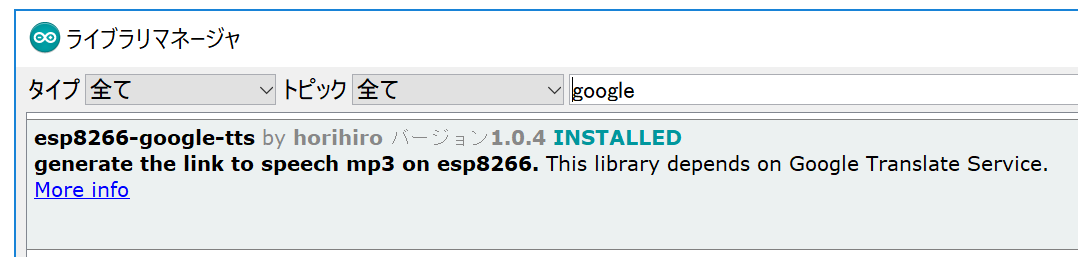 ライブラリマネージャ
タイプ 全て トピック 全て google
esp8266-google-tts by horihiro バージョン1.0.4 INSTALLED
generate the link to speech mp3 on esp8266. This library depends on Google Translate Service.
More info